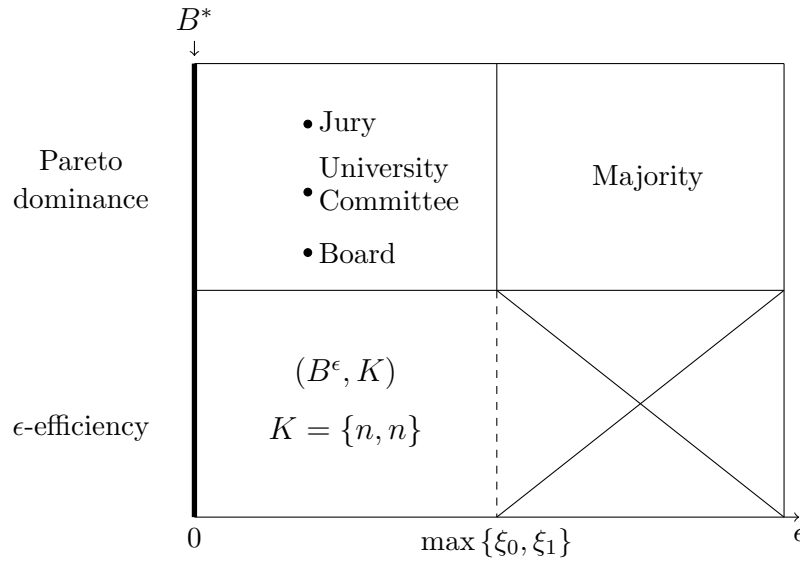 B*
Jury
Pareto
dominance
University
Committee
Majority
Board
(B^ϵ, K)
K = {n, n}
ϵ-efficiency
0
max {ξ₀, ξ₁}
ϵ